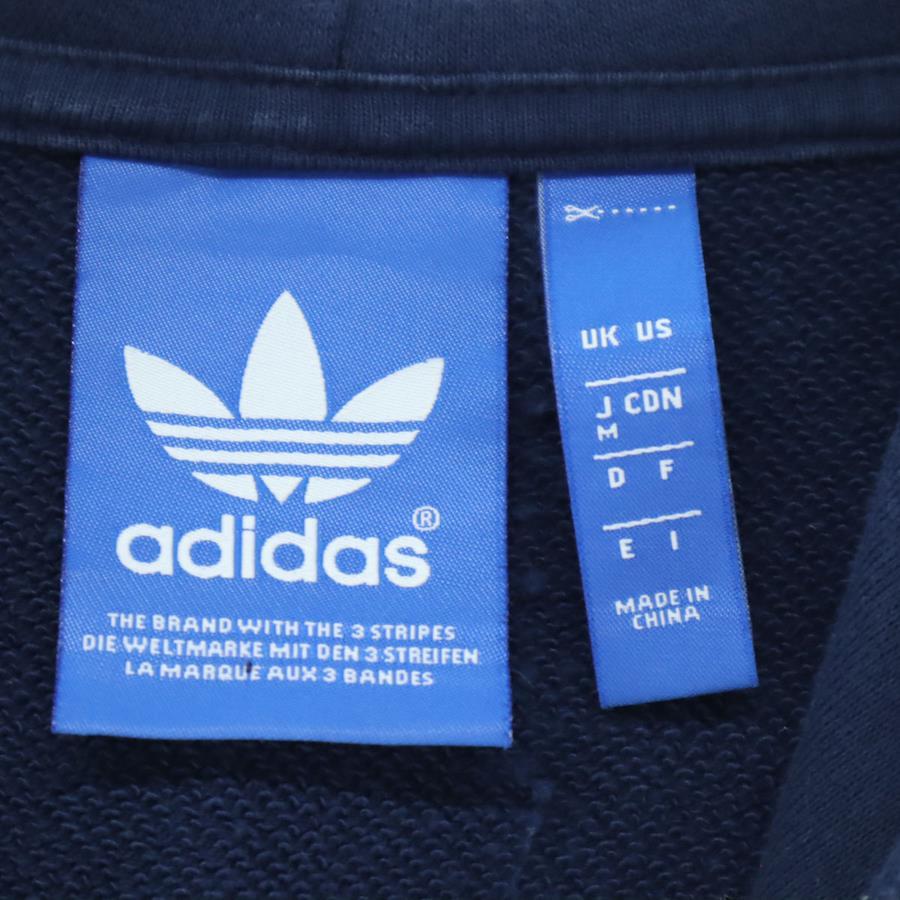 adidas®
THE BRAND WITH THE 3 STRIPES
DIE WELTMARKE MIT DEN 3 STREIFEN
LA MARQUE AUX 3 BANDES
UK US
J CDN
M
D F
E I
MADE IN
CHINA